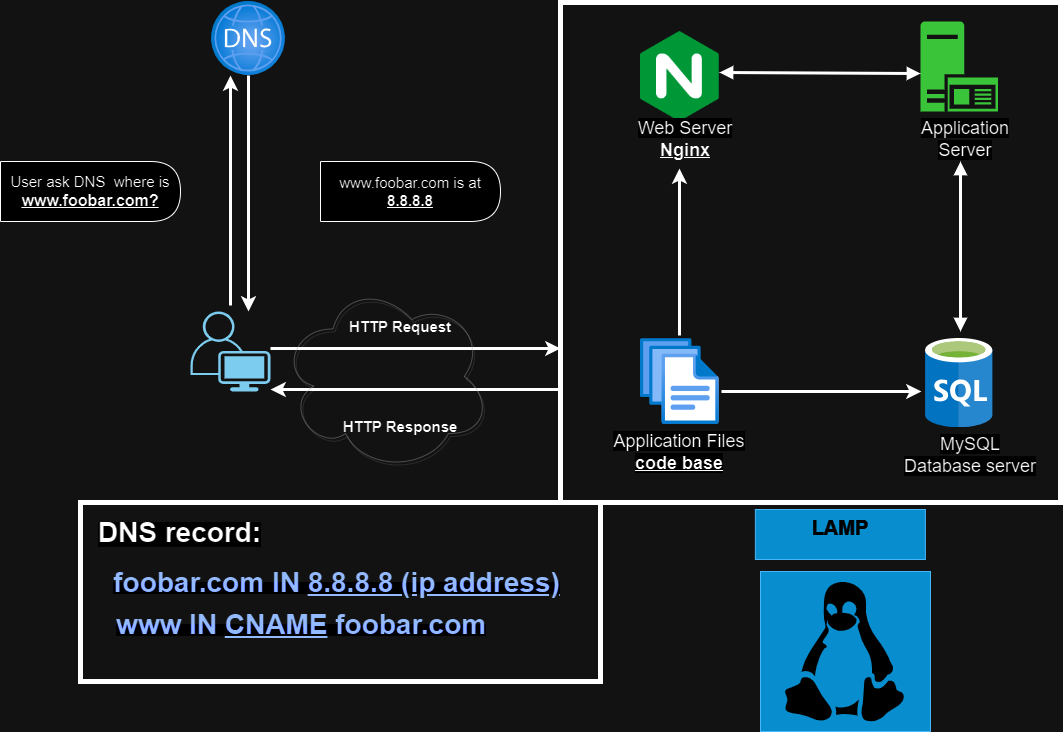 DNS
User ask DNS where is
www.foobar.com?
www.foobar.com is at
8.8.8.8
HTTP Request
HTTP Response
N
Web Server
Nginx
Application
Server
Application Files
code base
SQL
MySQL
Database server
DNS record:
foobar.com IN 8.8.8.8 (ip address)
www IN CNAME foobar.com
LAMP